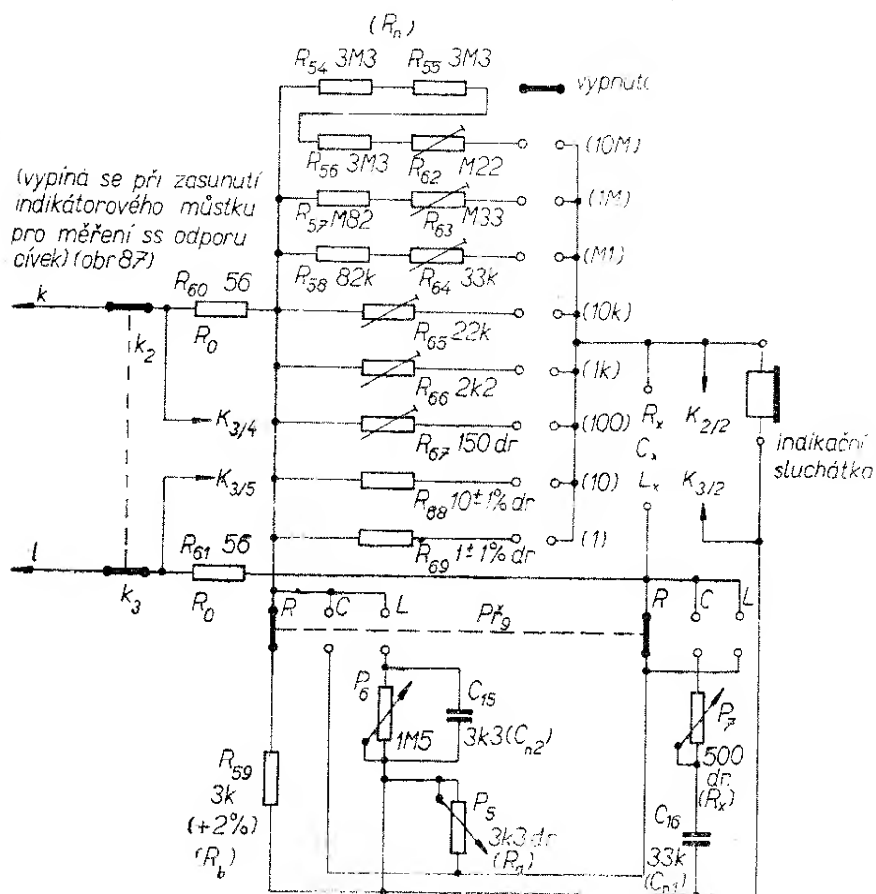 (Rn)
R54 3M3 R55 3M3
R56 3M3 R62 M22 (10M)
(vypíná se při zasunutí
indikátorového můstku
pro měření ss odporu
cívek) (obr 87)
R57 M82 R63 M33 (1M)
R58 82k R64 33k (M1)
R60 56
k
R0
k2
R65 22k (10k)
R66 2k2 (1k)
K3/4
R67 150 dr (100)
K3/5
R68 10±1% dr (10)
R69 1±1% dr (1)
Rx
Cx
Lx
K2/2
K3/2
indikační
sluchátka
R61 56
l
k3
R0
R C L
Př9
R C L
P6
1M5
C15
3k3 (Cn2)
P7
500
dr.
(Rx)
R59
3k
(+2%)
(Rb)
P5
3k3 dr
C16
33k
(Cn1)